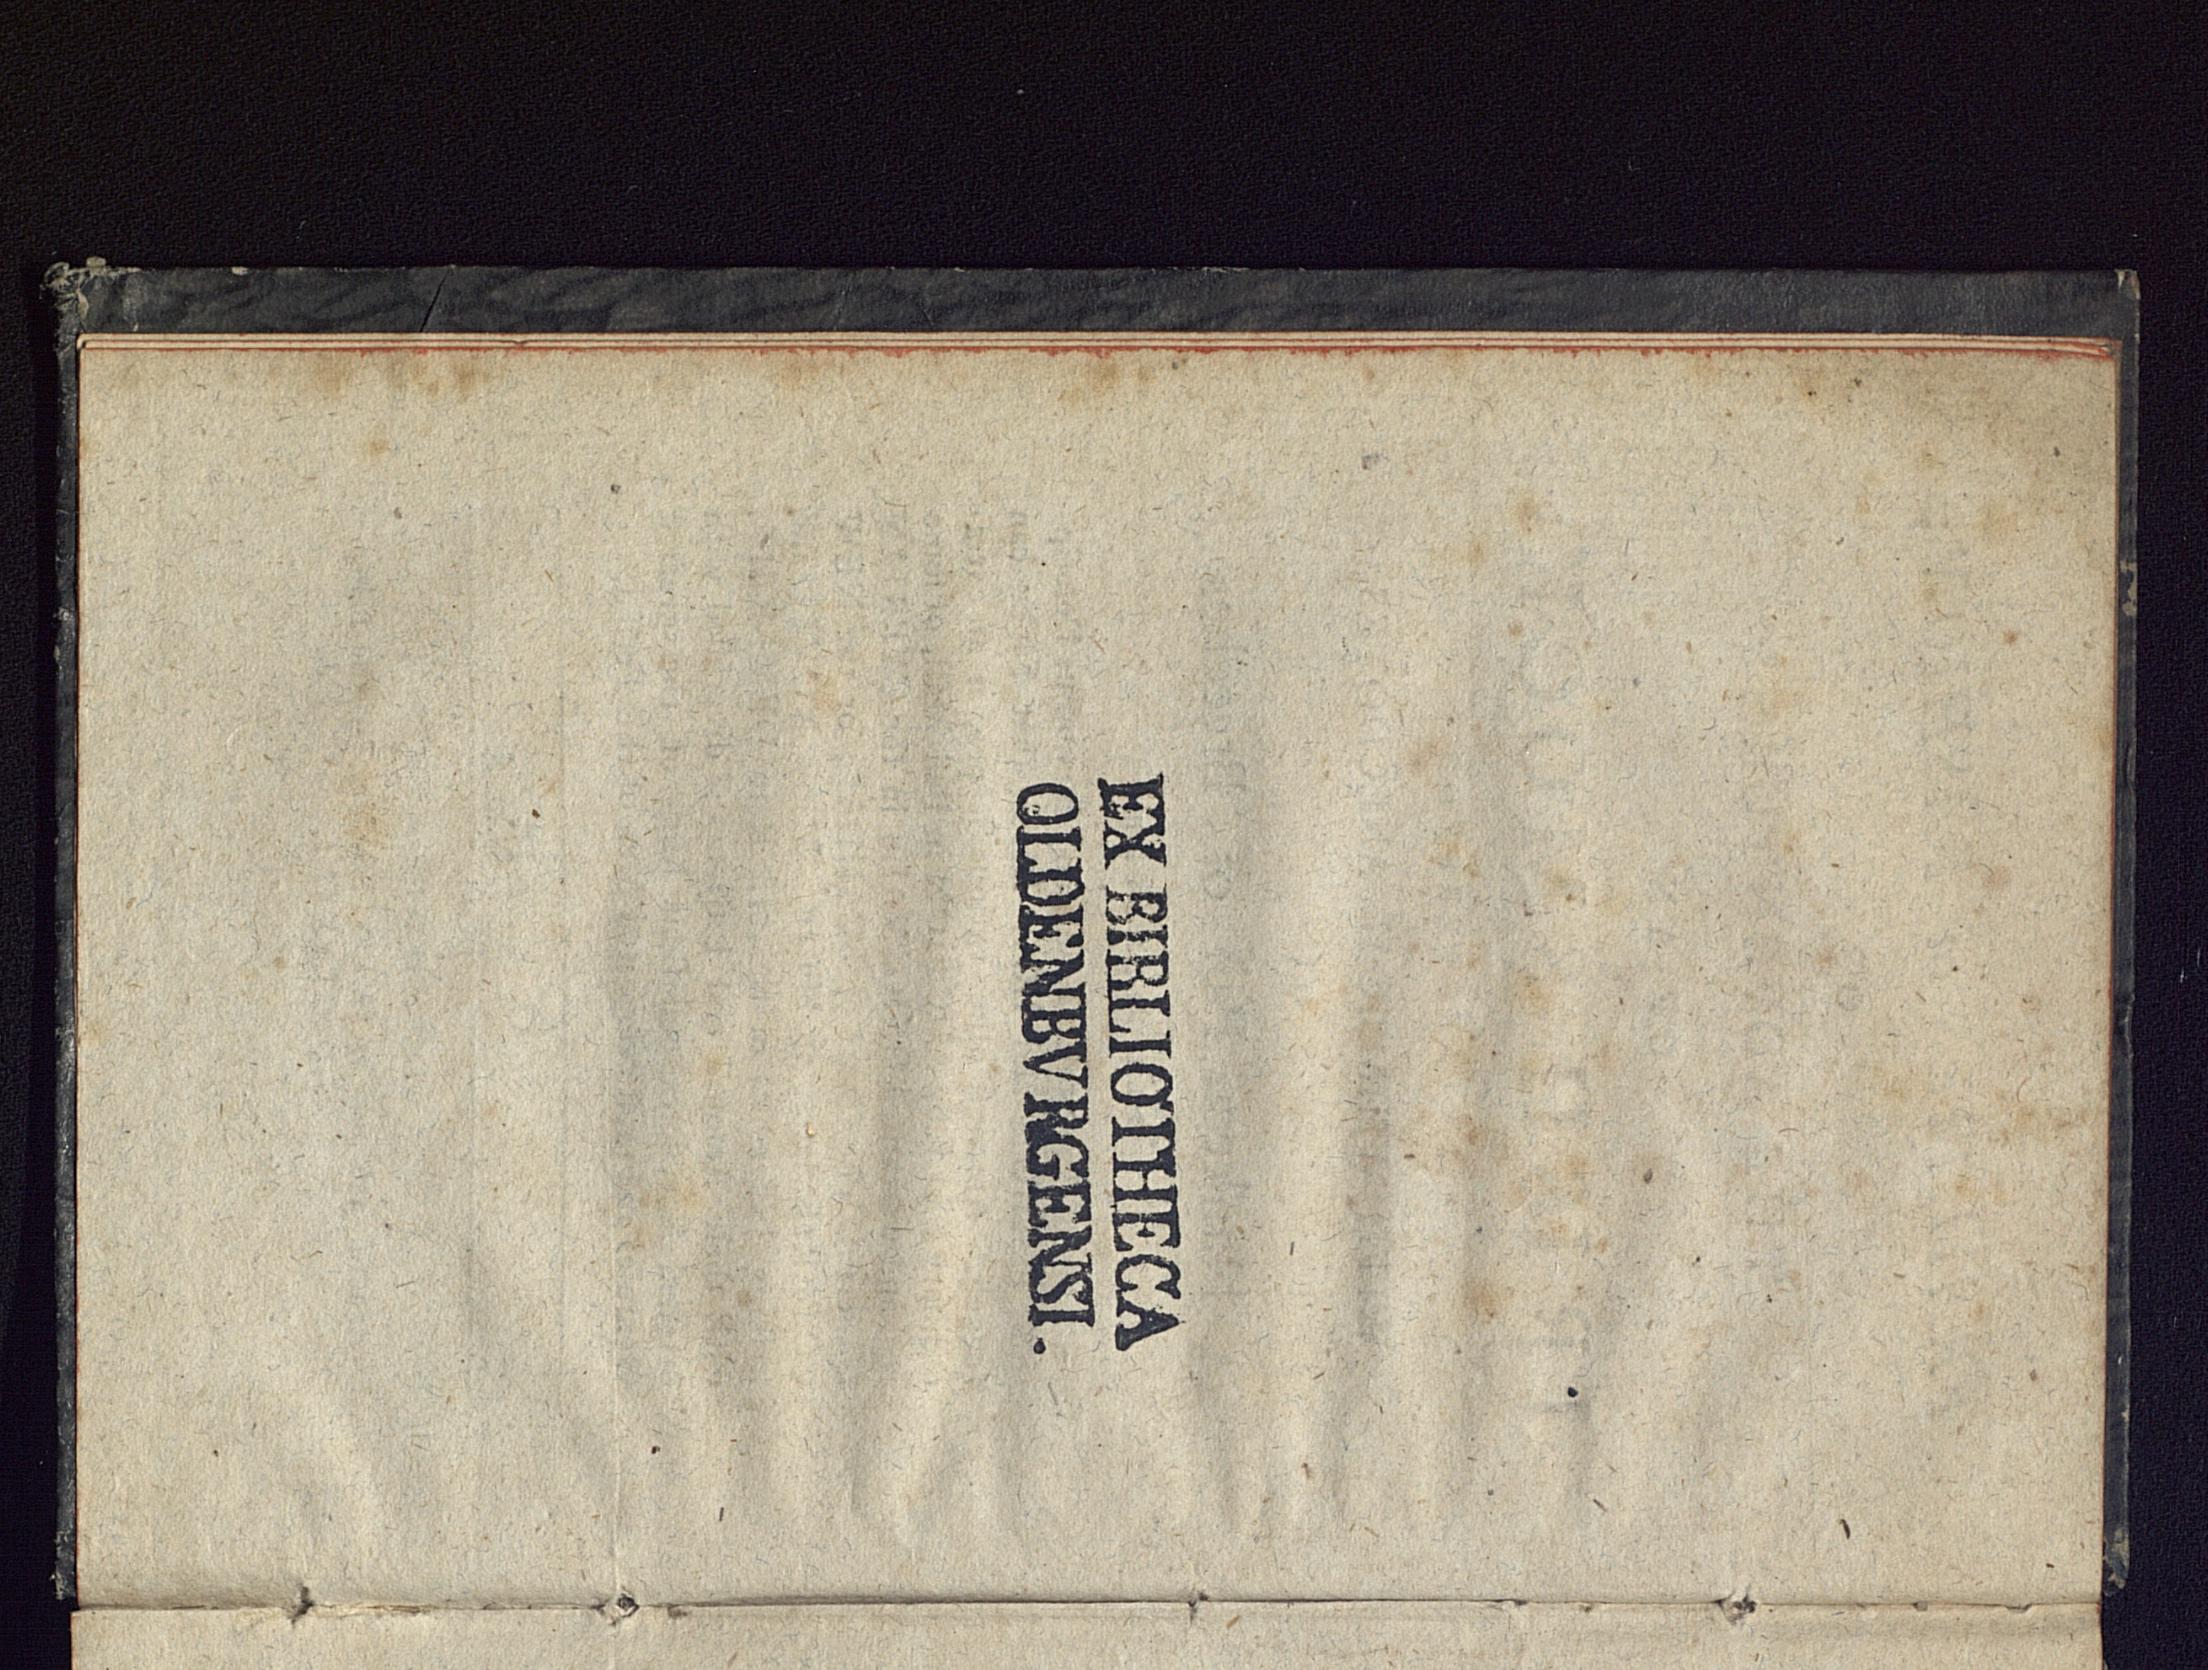 EX BIBLIOTHECA
OLDENBVRGENSI.